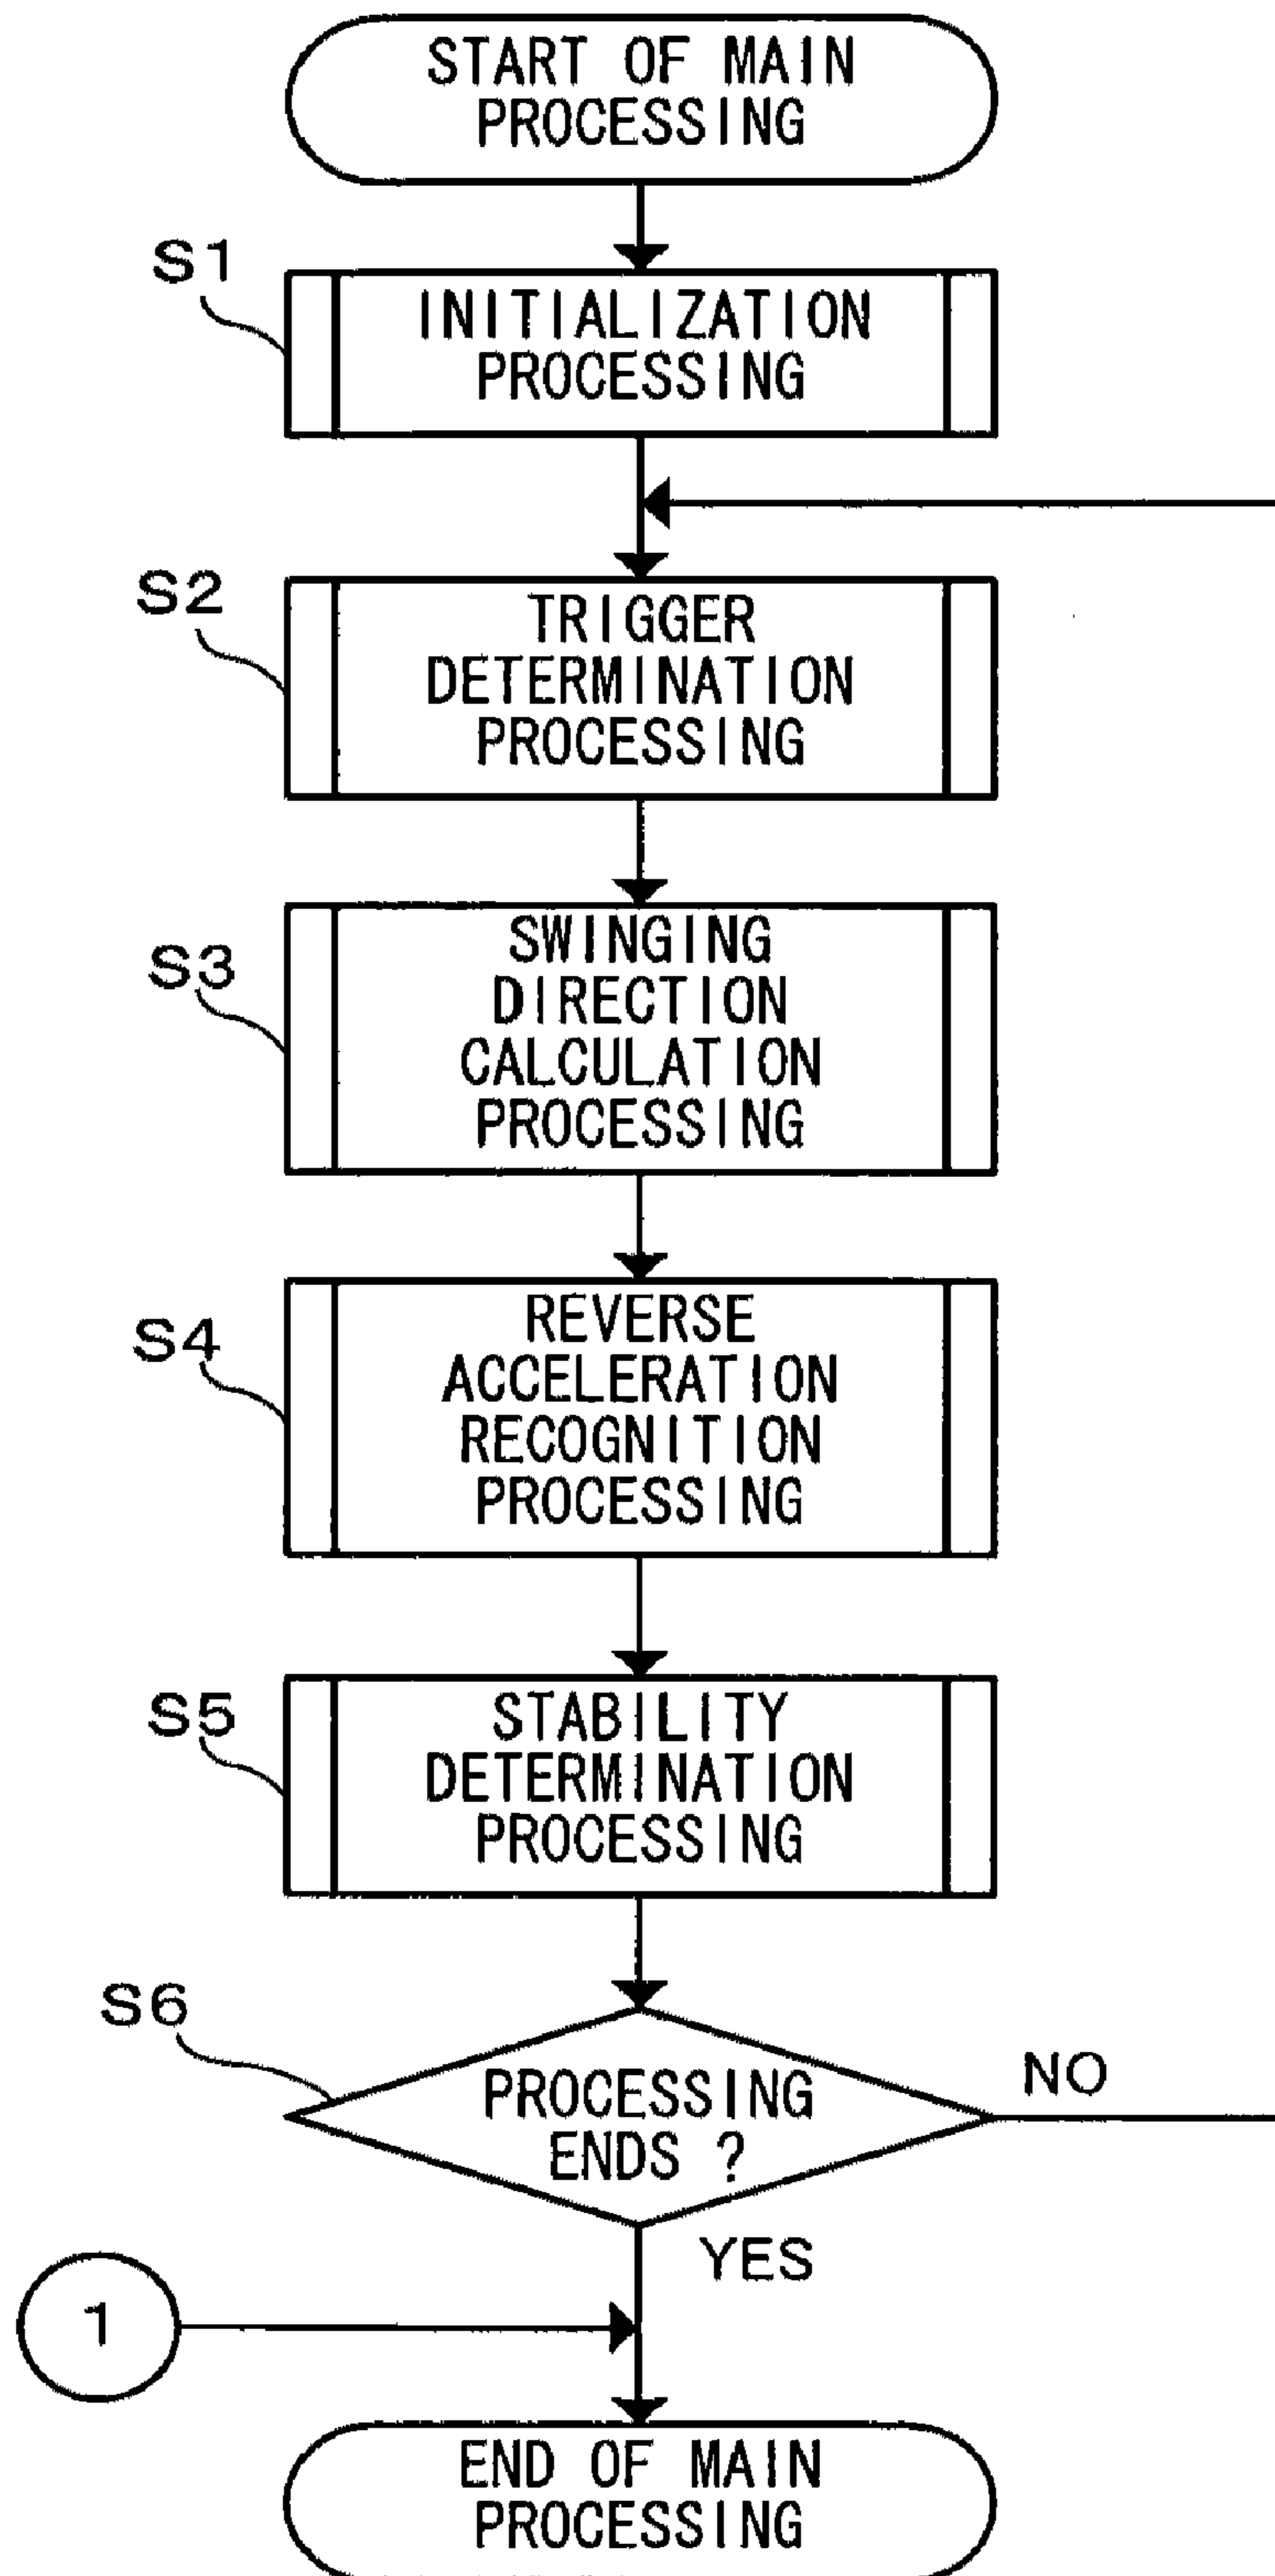 START OF MAIN
PROCESSING
S1
INITIALIZATION
PROCESSING
S2
TRIGGER
DETERMINATION
PROCESSING
S3
SWINGING
DIRECTION
CALCULATION
PROCESSING
S4
REVERSE
ACCELERATION
RECOGNITION
PROCESSING
S5
STABILITY
DETERMINATION
PROCESSING
S6
PROCESSING
ENDS ?
NO
YES
1
END OF MAIN
PROCESSING